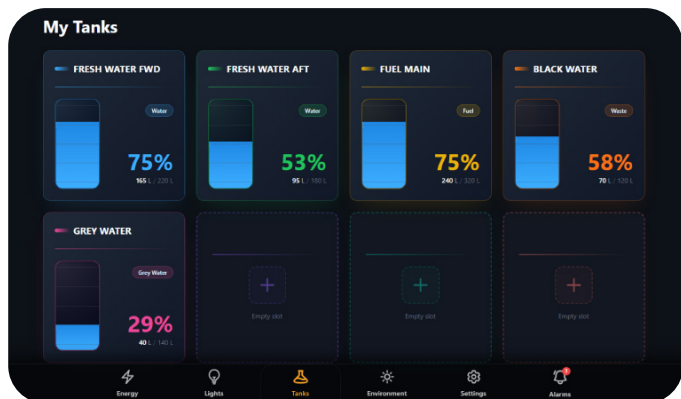 My Tanks
FRESH WATER FWD
Water
75%
165 L / 220 L
FRESH WATER AFT
Water
53%
95 L / 180 L
FUEL MAIN
Fuel
75%
240 L / 320 L
BLACK WATER
Waste
58%
70 L / 120 L
GREY WATER
Grey Water
29%
40 L / 140 L
Empty slot
Empty slot
Empty slot
Energy
Lights
Tanks
Environment
Settings
Alarms